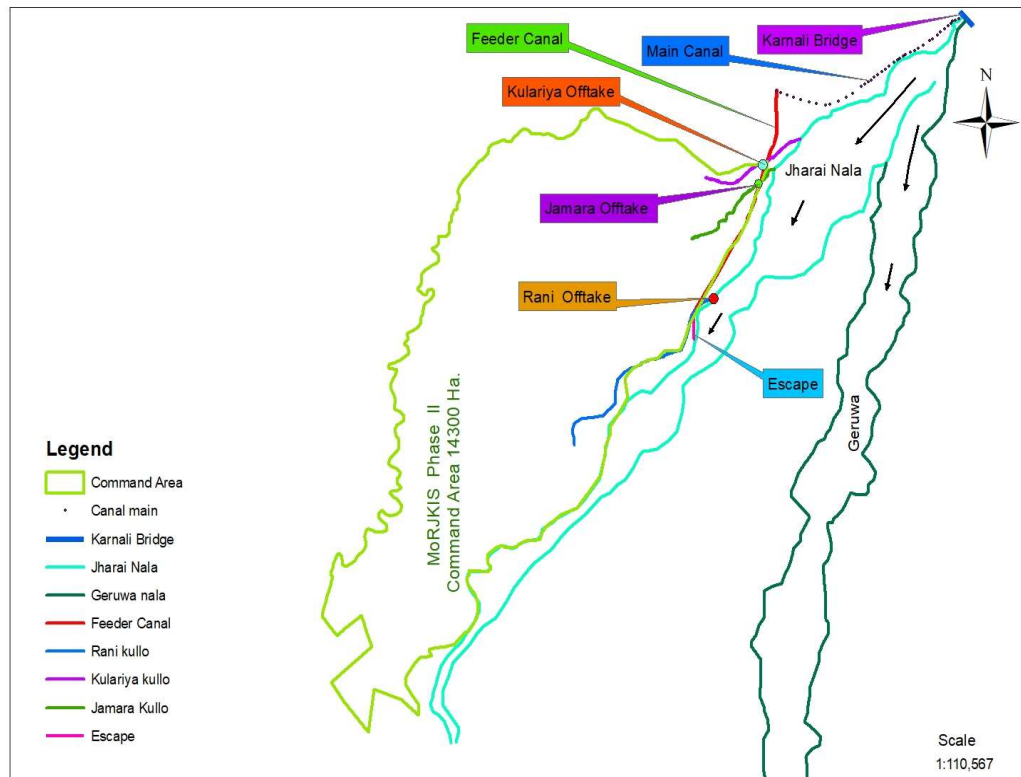 Feeder Canal
Main Canal
Karnali Bridge
Kulariya Offtake
N
Jharai Nala
Jamara Offtake
Rani Offtake
Escape
Geruwa
MoRJKIS Phase II
Command Area 14300 Ha.
Legend
Command Area
Canal main
Karnali Bridge
Jharai Nala
Geruwa nala
Feeder Canal
Rani kullo
Kulariya kullo
Jamara Kullo
Escape
Scale
1:110,567